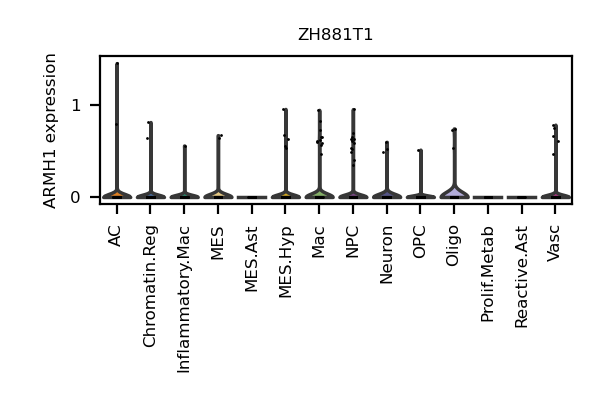 ZH881T1
ARMH1 expression
1
0
AC
Chromatin.Reg
Inflammatory.Mac
MES
MES.Ast
MES.Hyp
Mac
NPC
Neuron
OPC
Oligo
Prolif.Metab
Reactive.Ast
Vasc